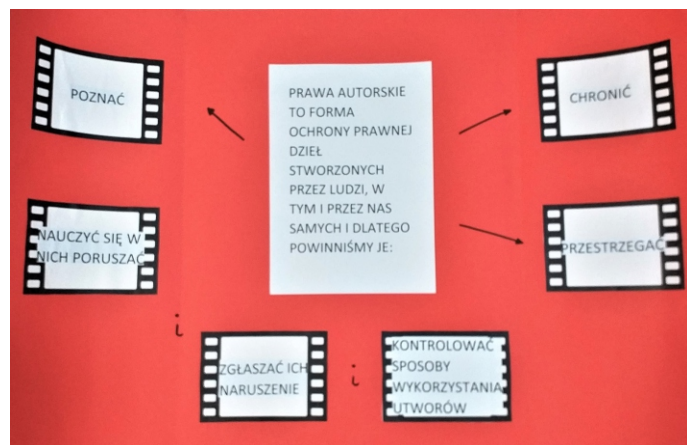 POZNAĆ
PRAWA AUTORSKIE
TO FORMA
OCHRONY PRAWNEJ
DZIEŁ
STWORZONYCH
PRZEZ LUDZI, W
TYM I PRZEZ NAS
SAMYCH I DLATEGO
POWINNIŚMY JE:
CHRONIĆ
NAUCZYĆ SIĘ W
NICH PORUSZAĆ
PRZESTRZEGAĆ
i
ZGŁASZAĆ ICH
NARUSZENIE
i
KONTROLOWAĆ
SPOSOBY
WYKORZYSTANIA
UTWORÓW